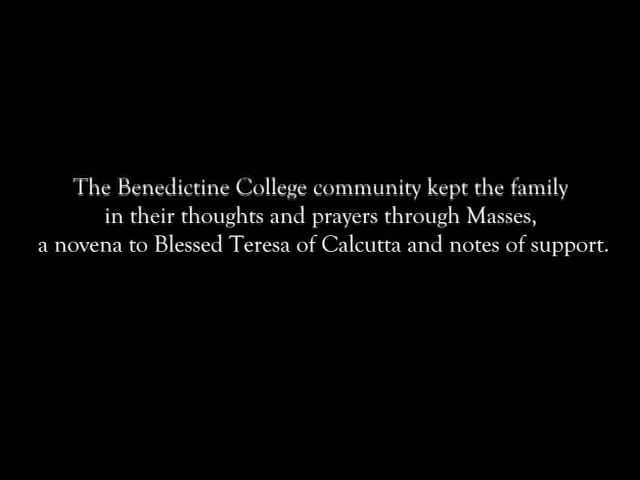 The Benedictine College community kept the family
in their thoughts and prayers through Masses,
a novena to Blessed Teresa of Calcutta and notes of support.